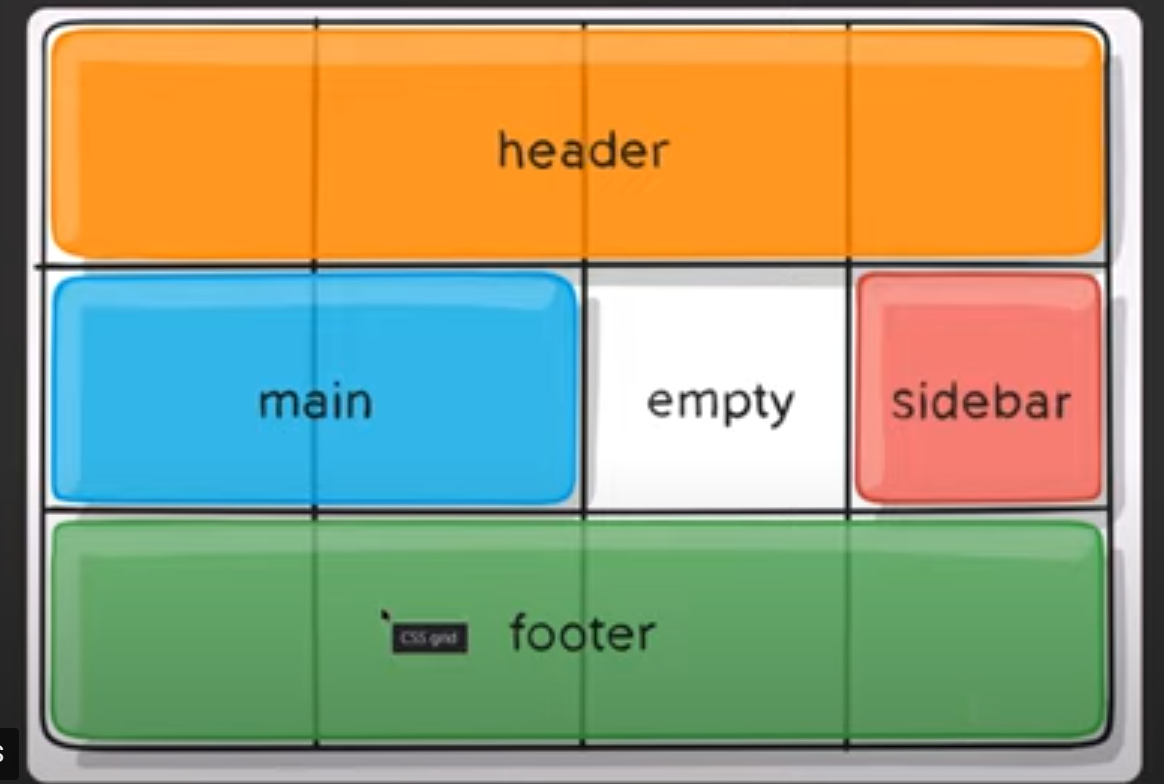 header
main empty sidebar
CSS grid footer
s